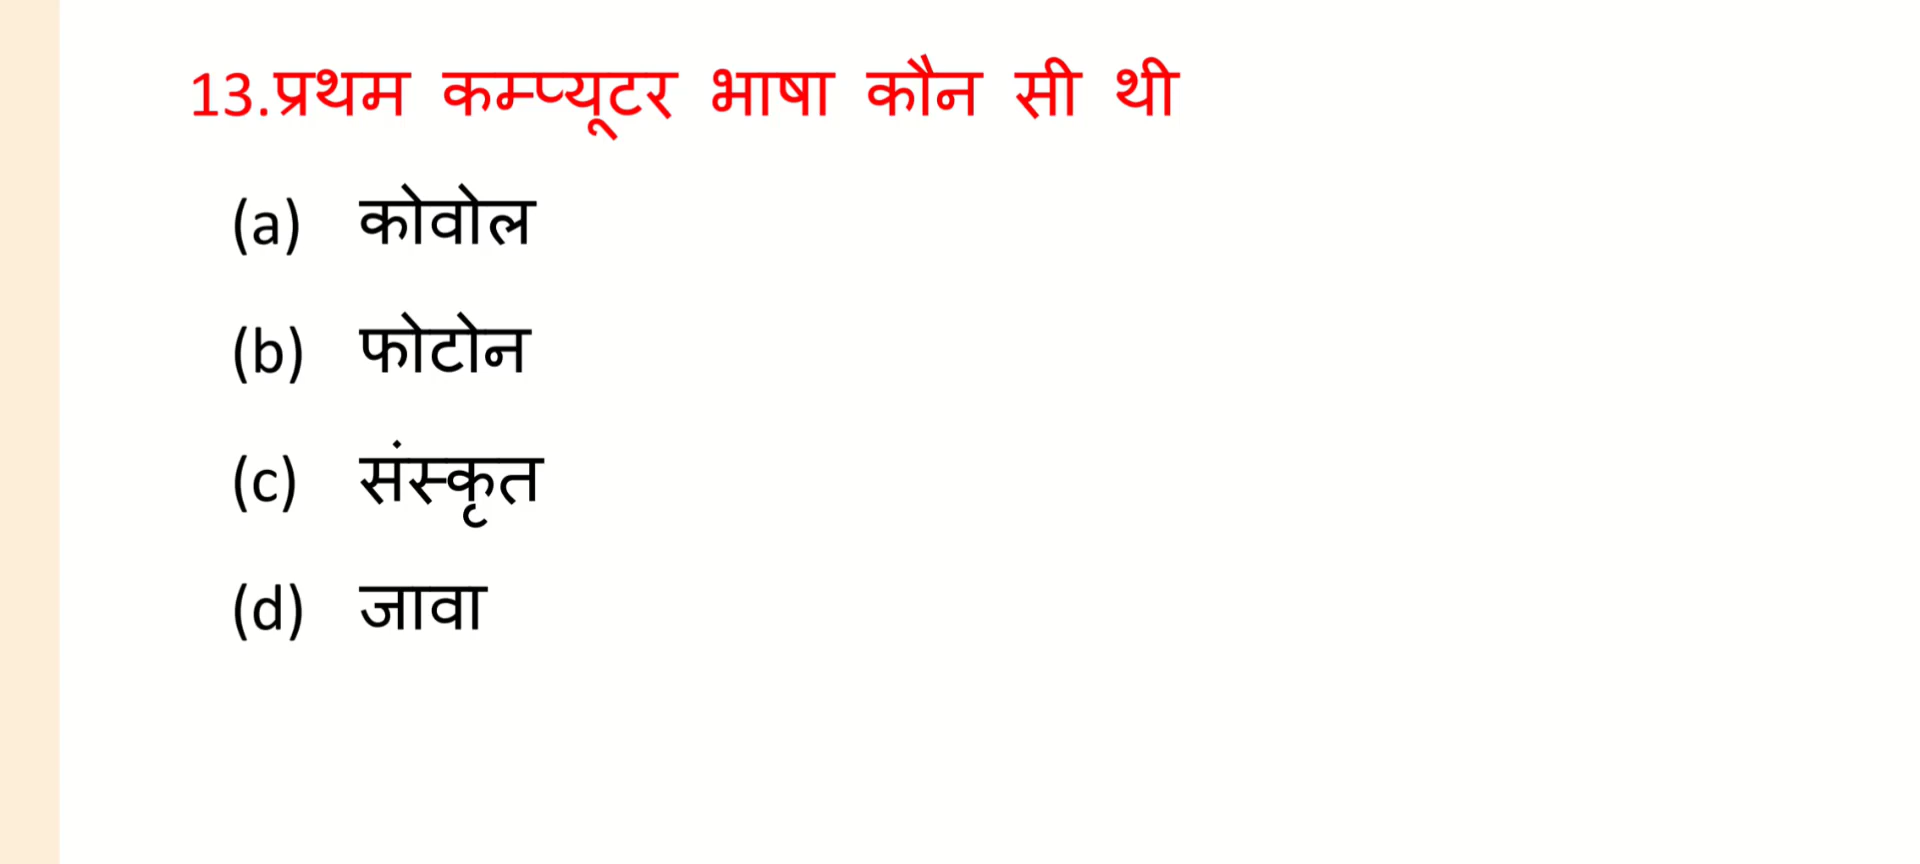 13.प्रथम कम्प्यूटर भाषा कौन सी थी
(a) कोवोल
(b) फोटोन
(c) संस्कृत
(d) जावा